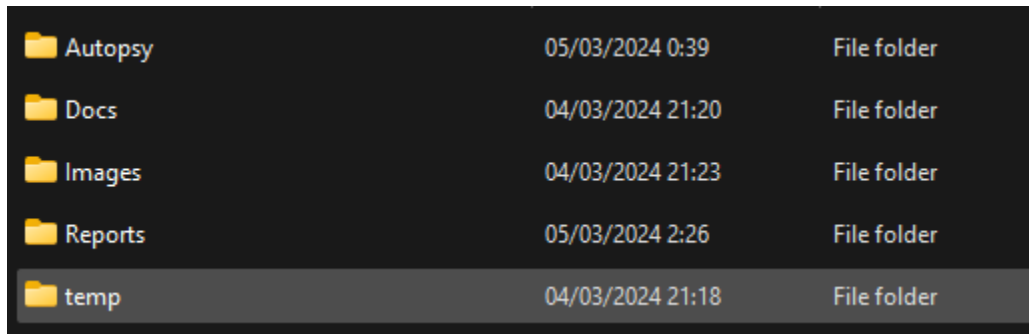 Autopsy 05/03/2024 0:39 File folder
Docs 04/03/2024 21:20 File folder
Images 04/03/2024 21:23 File folder
Reports 05/03/2024 2:26 File folder
temp 04/03/2024 21:18 File folder